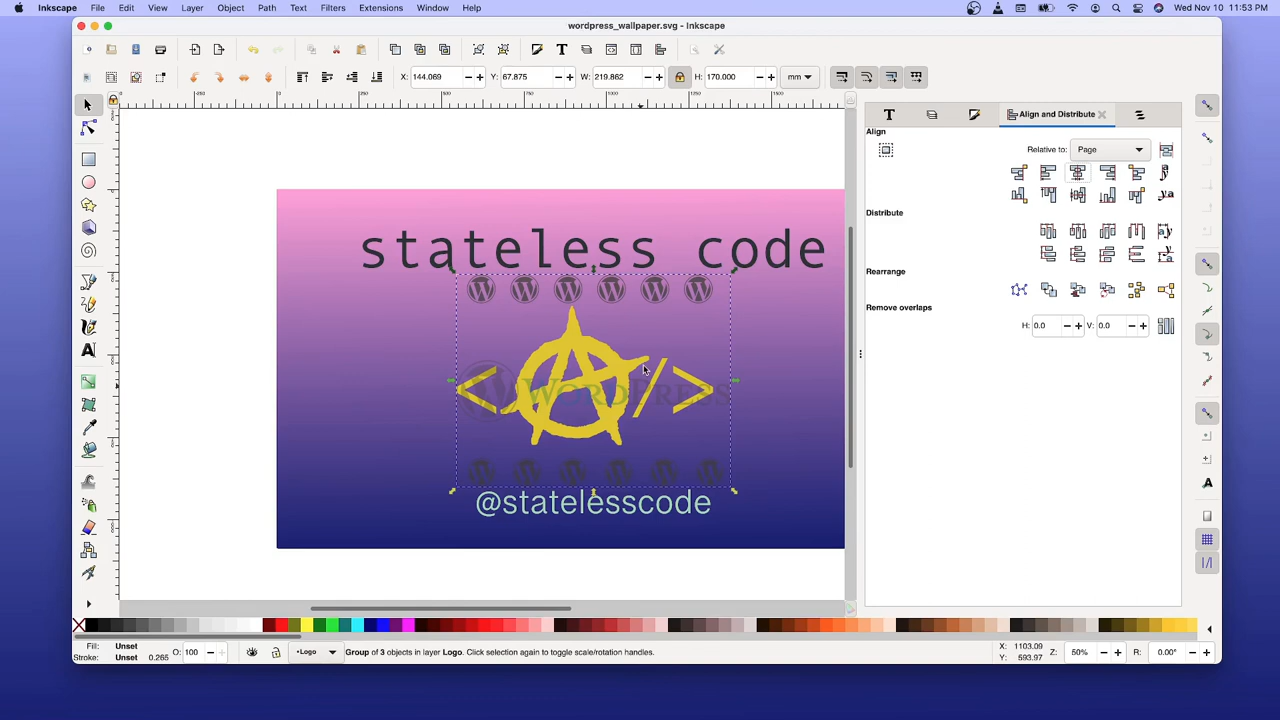 Inkscape File Edit View Layer Object Path Text Filters Extensions Window Help Wed Nov 10 11:53 PM
wordpress_wallpaper.svg - Inkscape
X: 144.069 Y: 67.875 W: 219.862 H: 170.000 mm
Align and Distribute
Align
Relative to: Page
Distribute
Rearrange
Remove overlaps
H: 0.0 V: 0.0
stateless code
< A />
WORDPRESS
@statelesscode
Fill: Unset
Stroke: Unset 0.265
O: 100
•Logo
Group of 3 objects in layer Logo. Click selection again to toggle scale/rotation handles.
X: 1103.09
Y: 593.97
Z: 50%
R: 0.00°